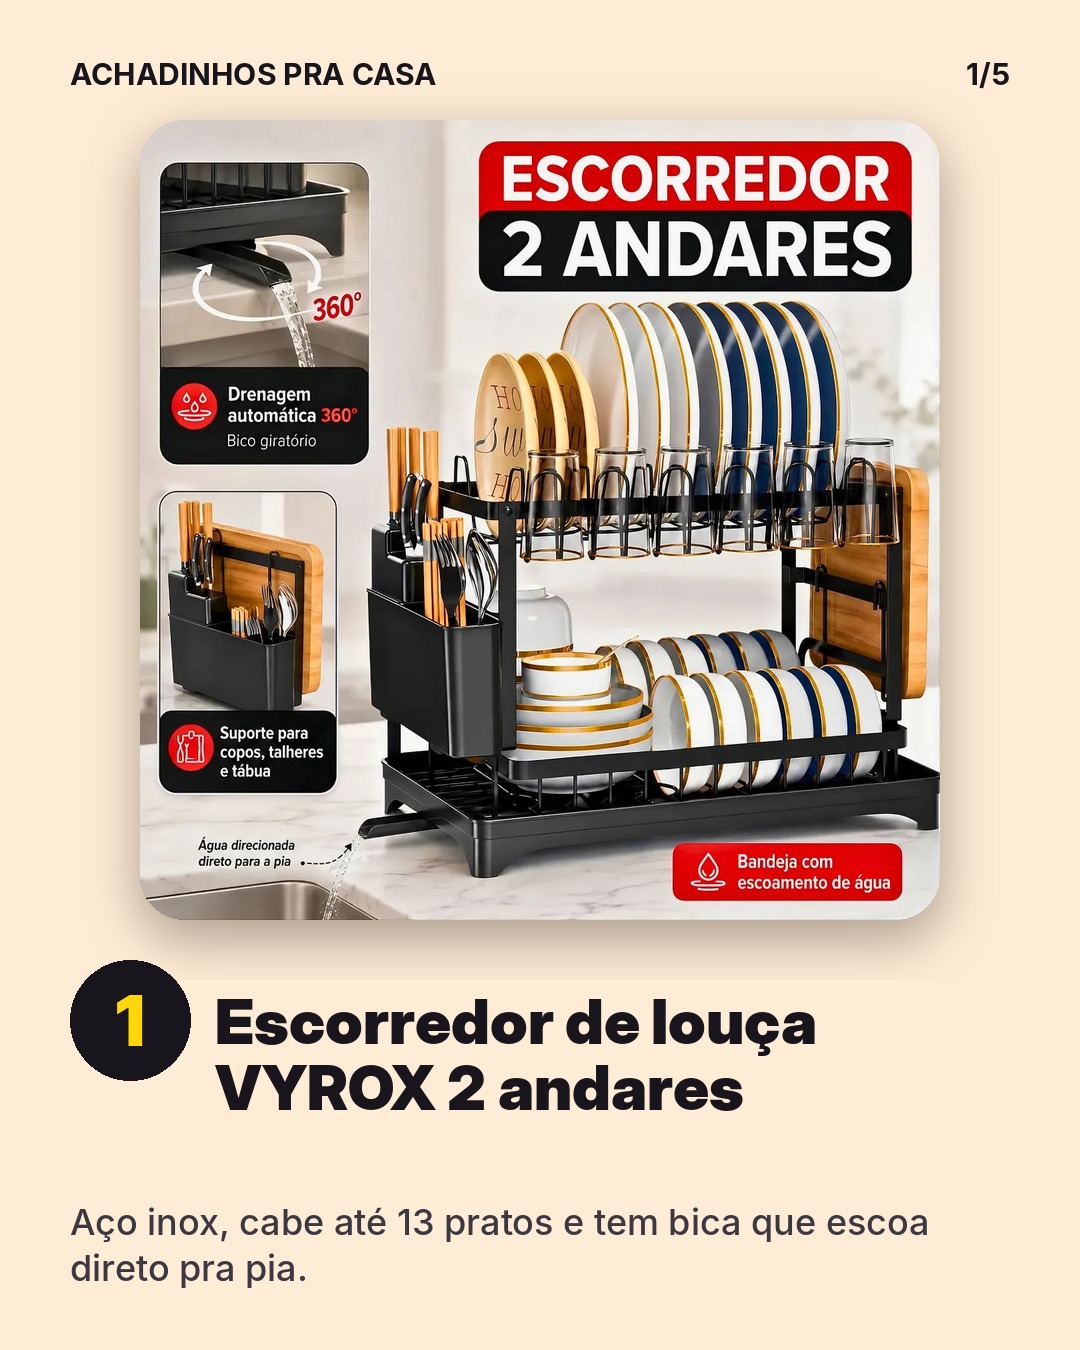 ACHADINHOS PRA CASA
1/5
ESCORREDOR
2 ANDARES
360°
Drenagem
automática 360°
Bico giratório
Suporte para
copos, talheres
e tábua
Água direcionada
direto para a pia
Bandeja com
escoamento de água
1
Escorredor de louça
VYROX 2 andares
Aço inox, cabe até 13 pratos e tem bica que escoa
direto pra pia.